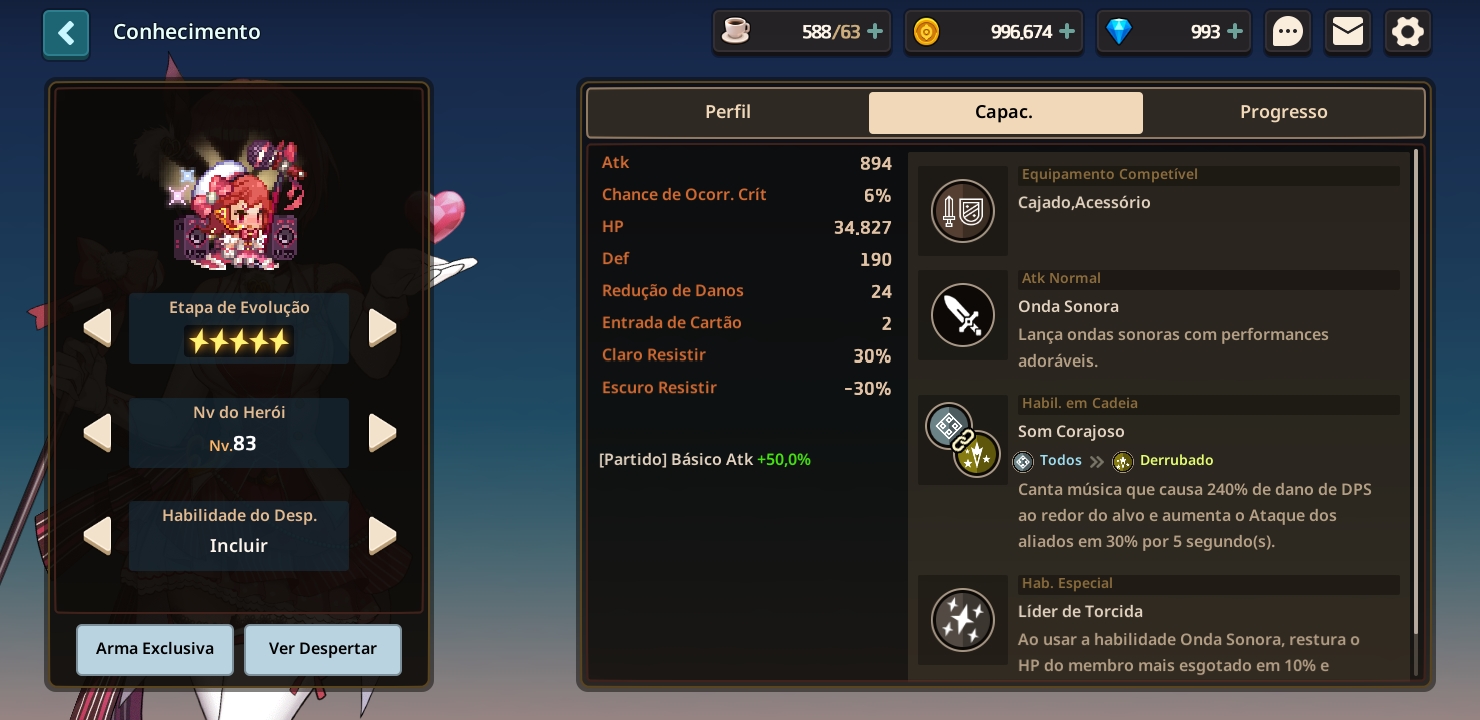 Conhecimento
588/63
996,674
993
Etapa de Evolução
Nv do Herói
Nv.83
Habilidade do Desp.
Incluir
Arma Exclusiva
Ver Despertar
Perfil
Capac.
Progresso
Atk 894
Chance de Ocorr. Crít 6%
HP 34,827
Def 190
Redução de Danos 24
Entrada de Cartão 2
Claro Resistir 30%
Escuro Resistir -30%
[Partido] Básico Atk +50,0%
Equipamento Competível
Cajado,Acessório
Atk Normal
Onda Sonora
Lança ondas sonoras com performances
adoráveis.
Habil. em Cadeia
Som Corajoso
Todos >> Derrubado
Canta música que causa 240% de dano de DPS
ao redor do alvo e aumenta o Ataque dos
aliados em 30% por 5 segundo(s).
Hab. Especial
Líder de Torcida
Ao usar a habilidade Onda Sonora, restura o
HP do membro mais esgotado em 10% e